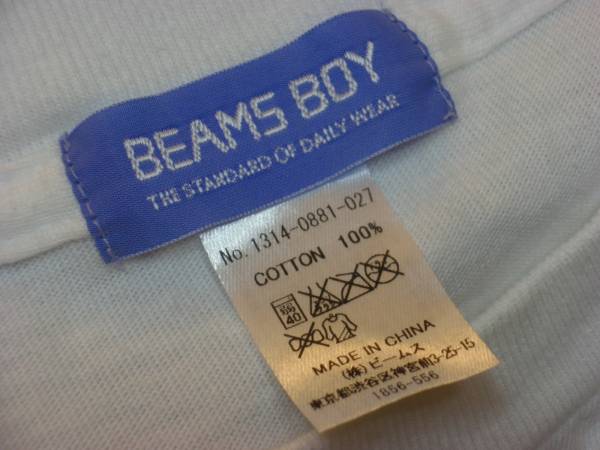 BEAMS BOY
THE STANDARD OF DAILY WEAR
No. 1314-0881-027
COTTON 100%
40
MADE IN CHINA
(株)ビームス
東京都渋谷区神宮前3-25-15
1856-556